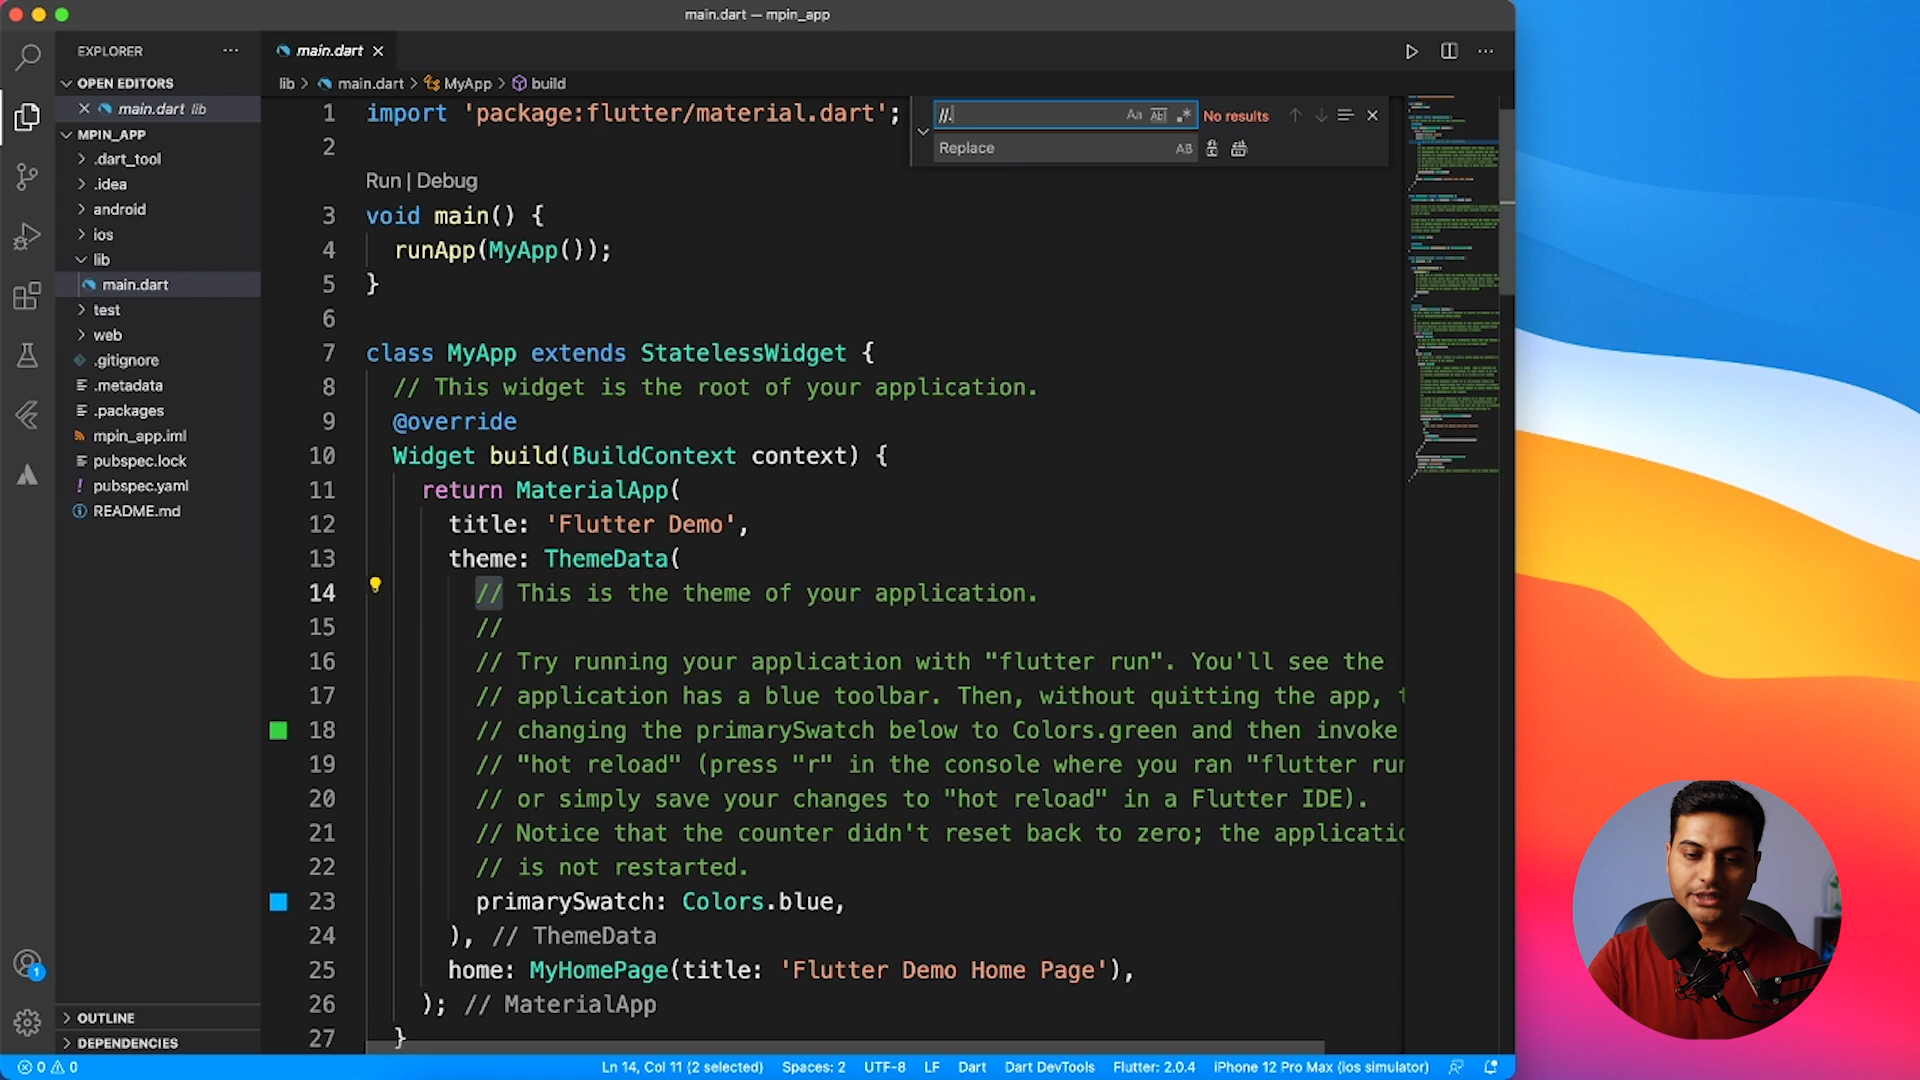 main.dart — mpin_app
EXPLORER
OPEN EDITORS
main.dart lib
MPIN_APP
.dart_tool
.idea
android
ios
lib
main.dart
test
web
.gitignore
.metadata
.packages
mpin_app.iml
pubspec.lock
pubspec.yaml
README.md
OUTLINE
DEPENDENCIES
1
main.dart
lib > main.dart > MyApp > build
//. Aa Ab .* No results
Replace AB
1 import 'package:flutter/material.dart';
2
Run | Debug
3 void main() {
4 runApp(MyApp());
5 }
6
7 class MyApp extends StatelessWidget {
8 // This widget is the root of your application.
9 @override
10 Widget build(BuildContext context) {
11 return MaterialApp(
12 title: 'Flutter Demo',
13 theme: ThemeData(
14 // This is the theme of your application.
15 //
16 // Try running your application with "flutter run". You'll see the
17 // application has a blue toolbar. Then, without quitting the app, t
18 // changing the primarySwatch below to Colors.green and then invoke
19 // "hot reload" (press "r" in the console where you ran "flutter run
20 // or simply save your changes to "hot reload" in a Flutter IDE).
21 // Notice that the counter didn't reset back to zero; the applicatio
22 // is not restarted.
23 primarySwatch: Colors.blue,
24 ), // ThemeData
25 home: MyHomePage(title: 'Flutter Demo Home Page'),
26 ); // MaterialApp
27 }
0 0 Ln 14, Col 11 (2 selected) Spaces: 2 UTF-8 LF Dart Dart DevTools Flutter: 2.0.4 iPhone 12 Pro Max (ios simulator)